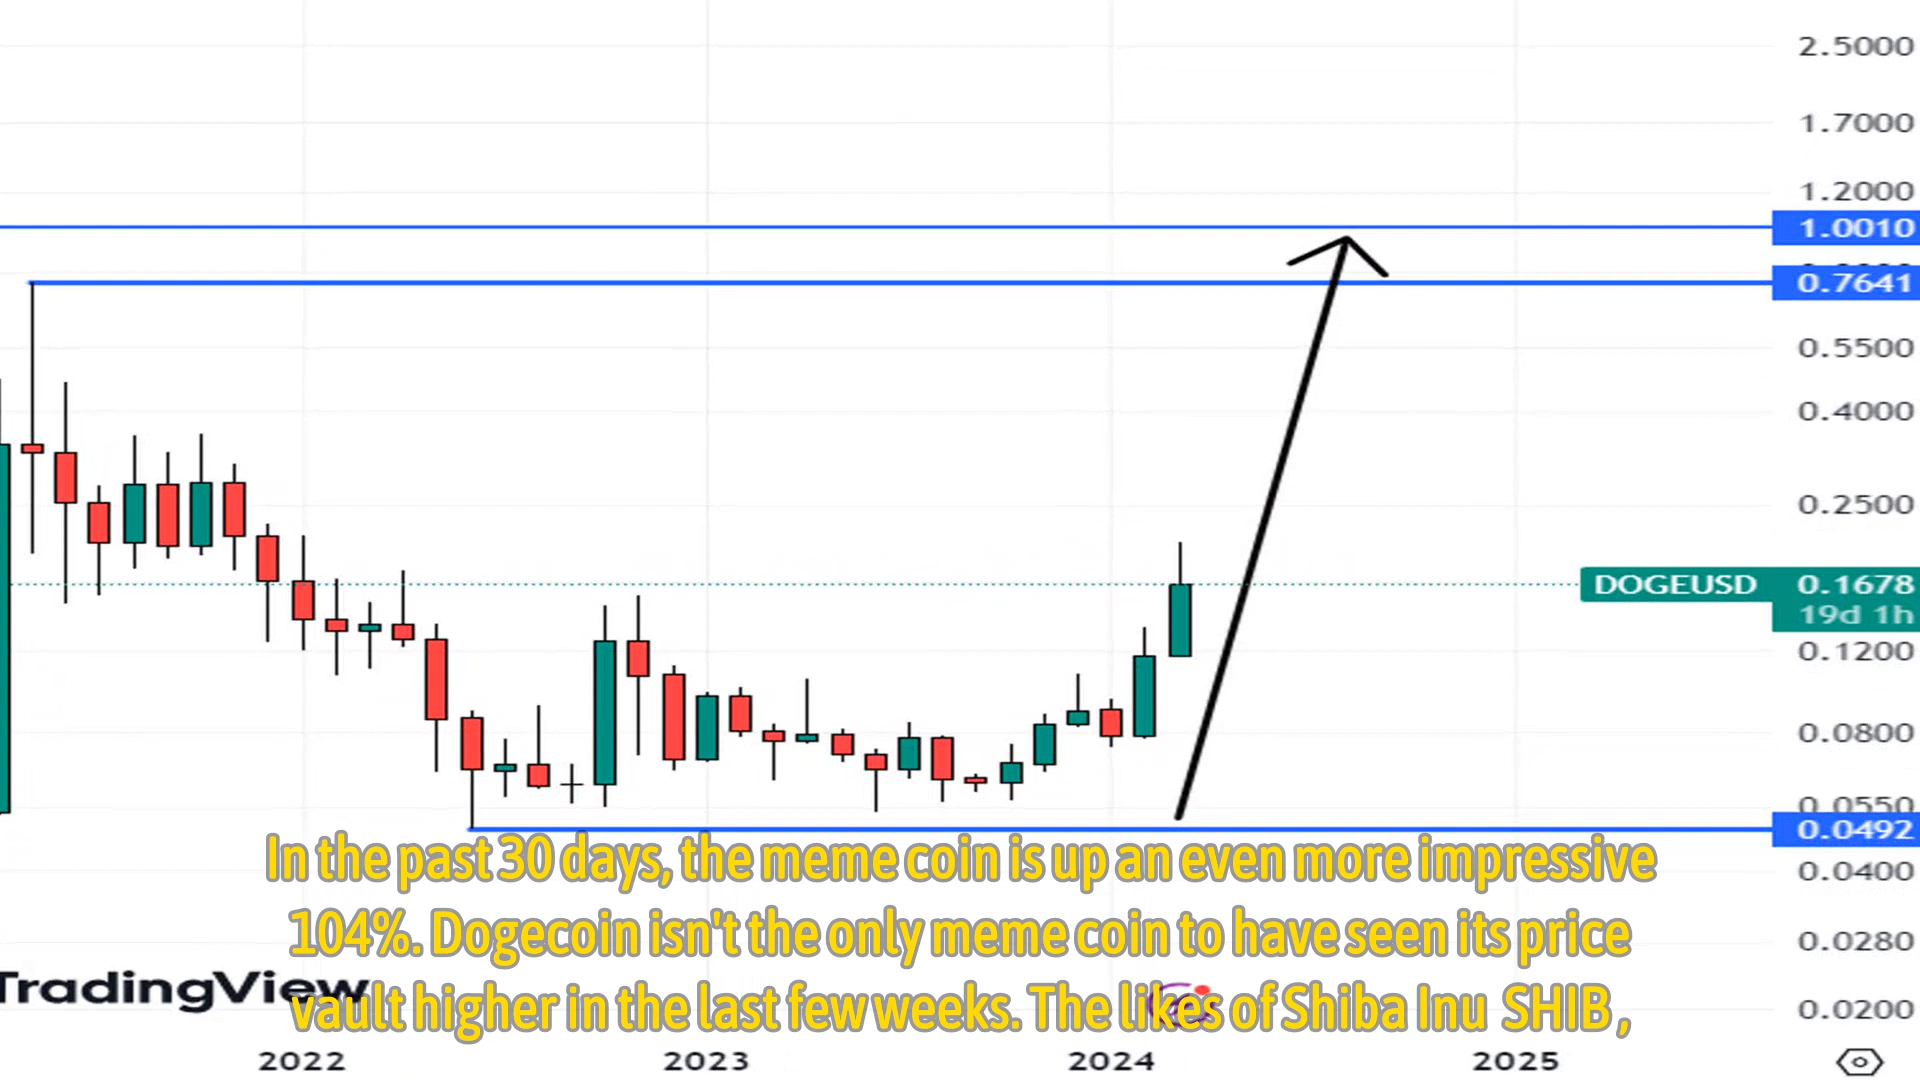 2.5000
1.7000
1.2000
1.0010
0.7641
0.5500
0.4000
0.2500
DOGEUSD 0.1678
19d 1h
0.1200
0.0800
0.0550
0.0492
0.0400
0.0280
0.0200
In the past 30 days, the meme coin is up an even more impressive
104%. Dogecoin isn't the only meme coin to have seen its price
vault higher in the last few weeks. The likes of Shiba Inu SHIB ,
TradingView
2022 2023 2024 2025